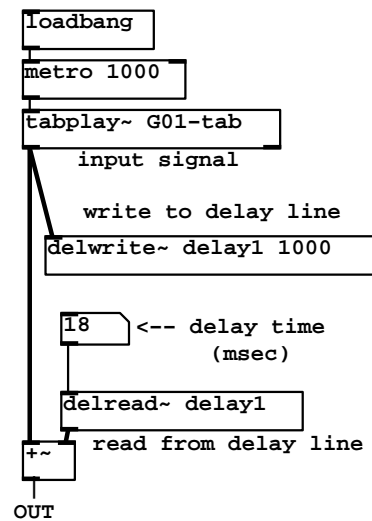 loadbang
metro 1000
tabplay~ G01-tab
input signal
write to delay line
delwrite~ delay1 1000
18 <-- delay time
(msec)
delread~ delay1
+~ read from delay line
OUT